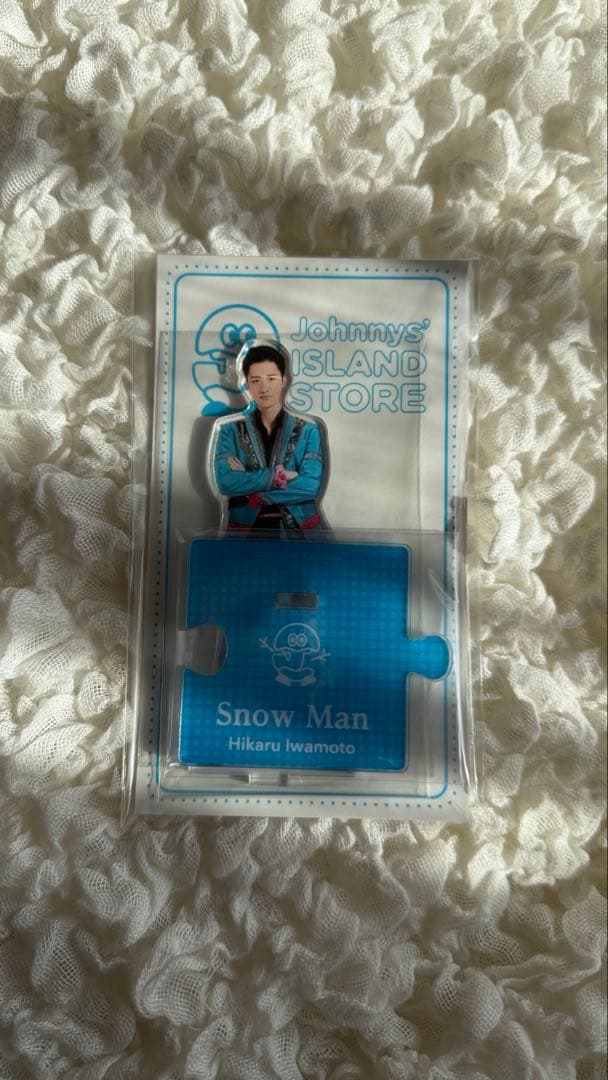 Johnnys'
ISLAND
STORE
Snow Man
Hikaru Iwamoto